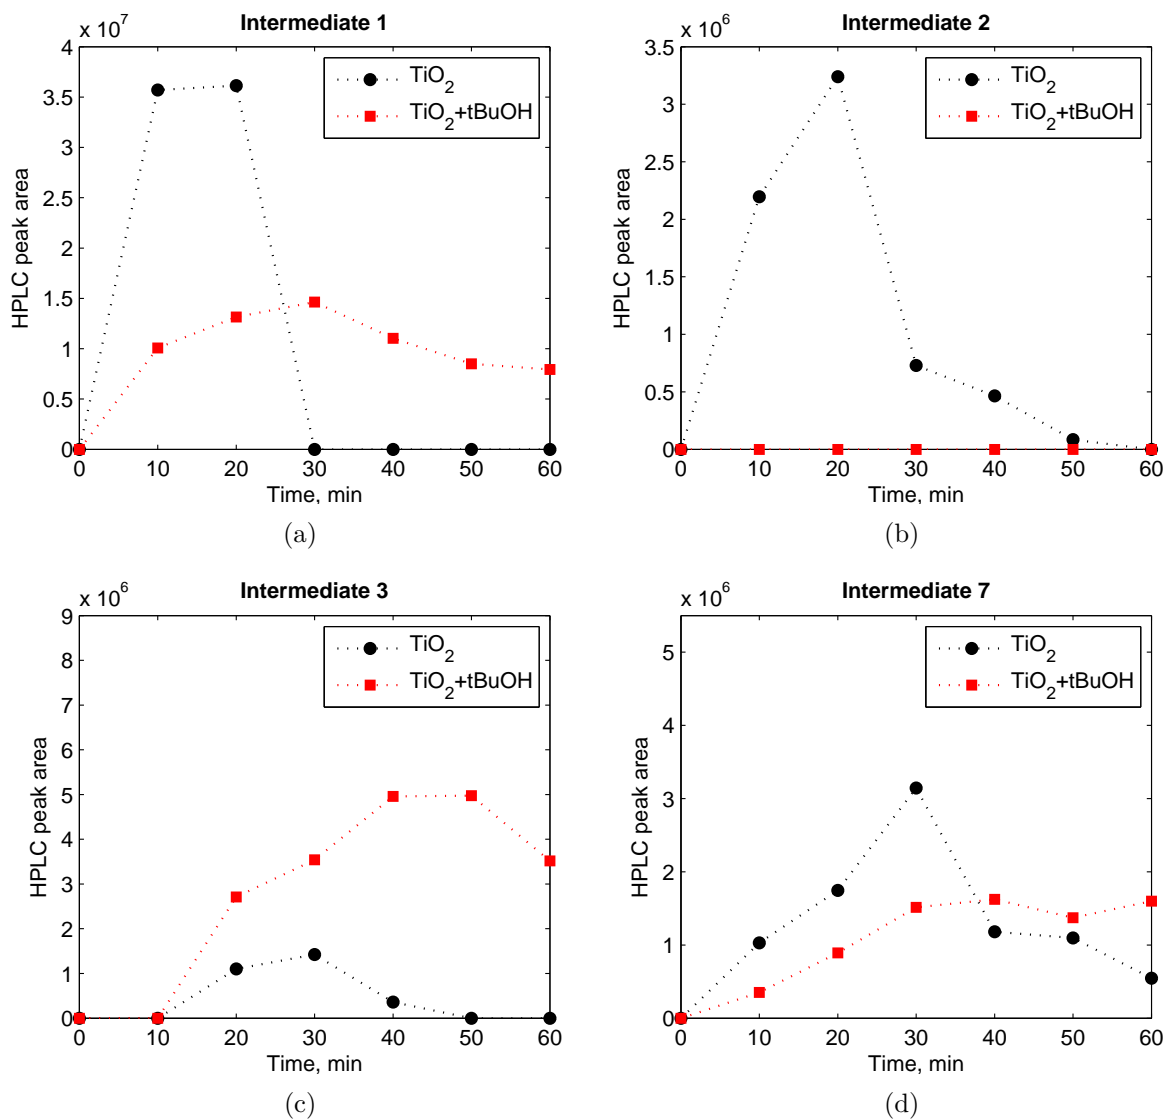 Intermediate 1
x 10^7
4
3.5
3
2.5
2
1.5
1
0.5
0
HPLC peak area
TiO2
TiO2+tBuOH
0 10 20 30 40 50 60
Time, min
(a)
Intermediate 2
x 10^6
3.5
3
2.5
2
1.5
1
0.5
0
HPLC peak area
TiO2
TiO2+tBuOH
0 10 20 30 40 50 60
Time, min
(b)
Intermediate 3
x 10^6
9
8
7
6
5
4
3
2
1
0
HPLC peak area
TiO2
TiO2+tBuOH
0 10 20 30 40 50 60
Time, min
(c)
Intermediate 7
x 10^6
5
4
3
2
1
0
HPLC peak area
TiO2
TiO2+tBuOH
0 10 20 30 40 50 60
Time, min
(d)